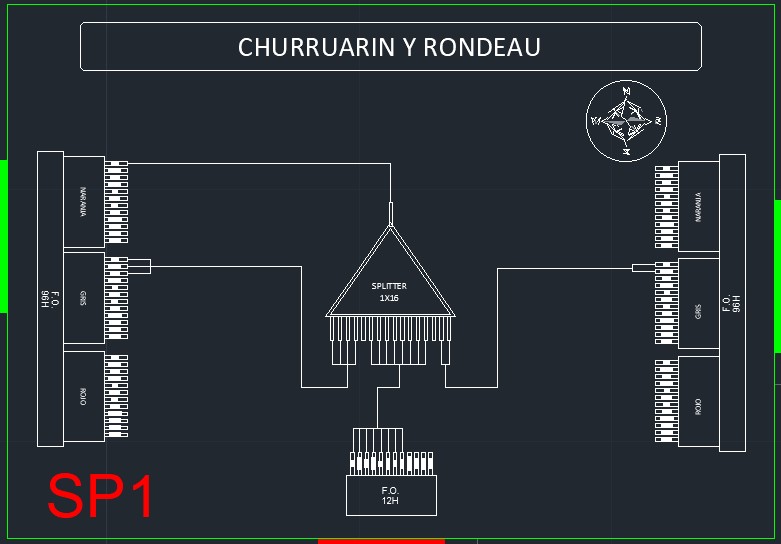 CHURRUARIN Y RONDEAU
N
NARANJA
NARANJA
F.O.
96H
GRIS
SPLITTER
1X16
GRIS
F.O.
96H
ROJO
ROJO
SP1
F.O.
12H